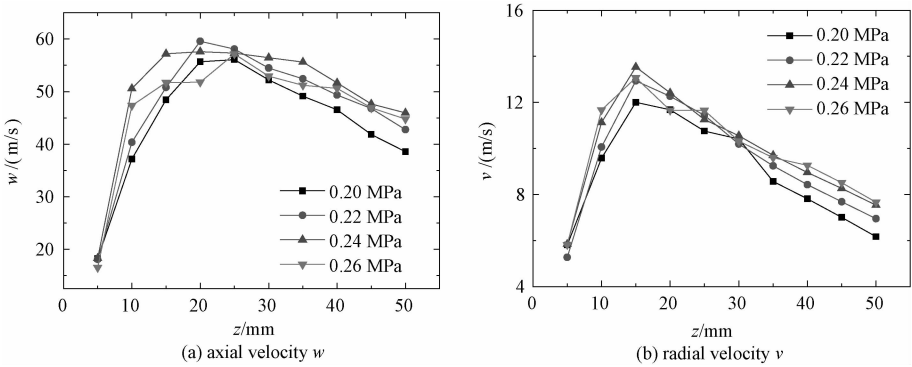 w /( m/s)
60
50
40
30
20
0.20 MPa
0.22 MPa
0.24 MPa
0.26 MPa
0 10 20 30 40 50
z/mm
(a) axial velocity w
v /(m/s)
16
12
8
4
0.20 MPa
0.22 MPa
0.24 MPa
0.26 MPa
0 10 20 30 40 50
z/mm
(b) radial velocity v